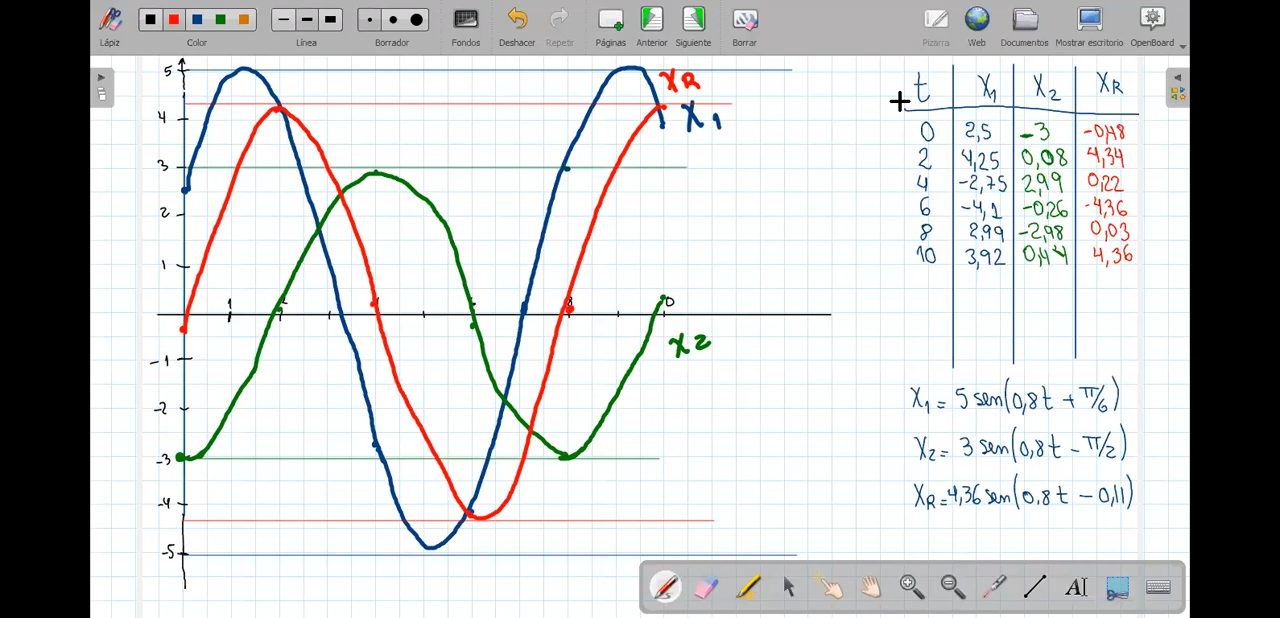 Lápiz Color Línea Borrador Fondos Deshacer Repetir Páginas Anterior Siguiente Borrar Pizarra Web Documentos Mostrar escritorio OpenBoard
5
4
3
2
1
-1
-2
-3
-4
-5
1 8 10
XR
X1
X2
t X1 X2 XR
0 2,5 -3 -0,48
2 4,25 0,08 4,34
4 -2,75 2,99 0,22
6 -4,1 -0,26 -4,36
8 2,99 -2,98 0,03
10 3,92 0,44 4,36
X1 = 5 sen(0,8t + π/6)
X2 = 3 sen(0,8t - π/2)
XR = 4,36 sen(0,8t - 0,11)